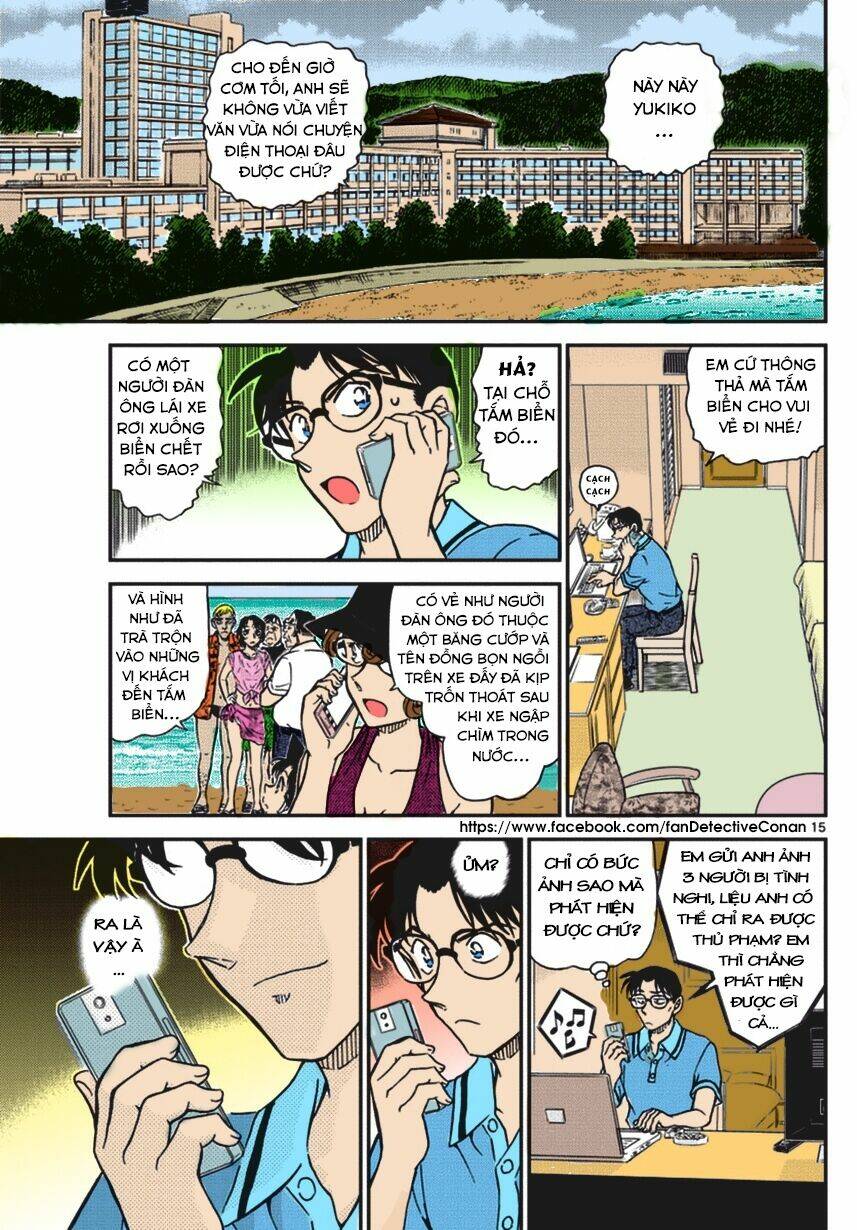 NÀY NÀY
YUKIKO
...
CHO ĐẾN GIỜ
CƠM TỐI, ANH SẼ
KHÔNG VỪA VIẾT
VĂN VỪA NÓI CHUYỆN
ĐIỆN THOẠI ĐÂU
ĐƯỢC CHỨ?
EM CỨ THÔNG
THẢ MÀ TẮM
BIỂN CHO VUI
VẺ ĐI NHÉ!
CẠCH
CẠCH
HẢ?
TẠI CHỖ
TẮM BIỂN
ĐÓ...
CÓ MỘT
NGƯỜI ĐÀN
ÔNG LÁI XE
RƠI XUỐNG
BIỂN CHẾT
RỒI SAO?
CÓ VẺ NHƯ NGƯỜI
ĐÀN ÔNG ĐÓ THUỘC
MỘT BĂNG CƯỚP VÀ
TÊN ĐỒNG BỌN NGỒI
TRÊN XE ĐẤY ĐÃ KỊP
TRỐN THOÁT SAU
KHI XE NGẬP
CHÌM TRONG
NƯỚC...
VÀ HÌNH
NHƯ ĐÃ
TRÀ TRỘN
VÀO NHỮNG
VỊ KHÁCH
ĐẾN TẮM
BIỂN...
https://www.facebook.com/fanDetectiveConan 15
EM GỬI ANH ẢNH
3 NGƯỜI BỊ TÌNH
NGHI, LIỆU ANH CÓ
THỂ CHỈ RA ĐƯỢC
THỦ PHẠM? EM
THÌ CHẲNG
PHÁT HIỆN
ĐƯỢC GÌ
CẢ...
CHỈ CÓ BỨC
ẢNH SAO MÀ
PHÁT HIỆN
ĐƯỢC CHỨ?
ỪM?
RA LÀ
VẬY À
...